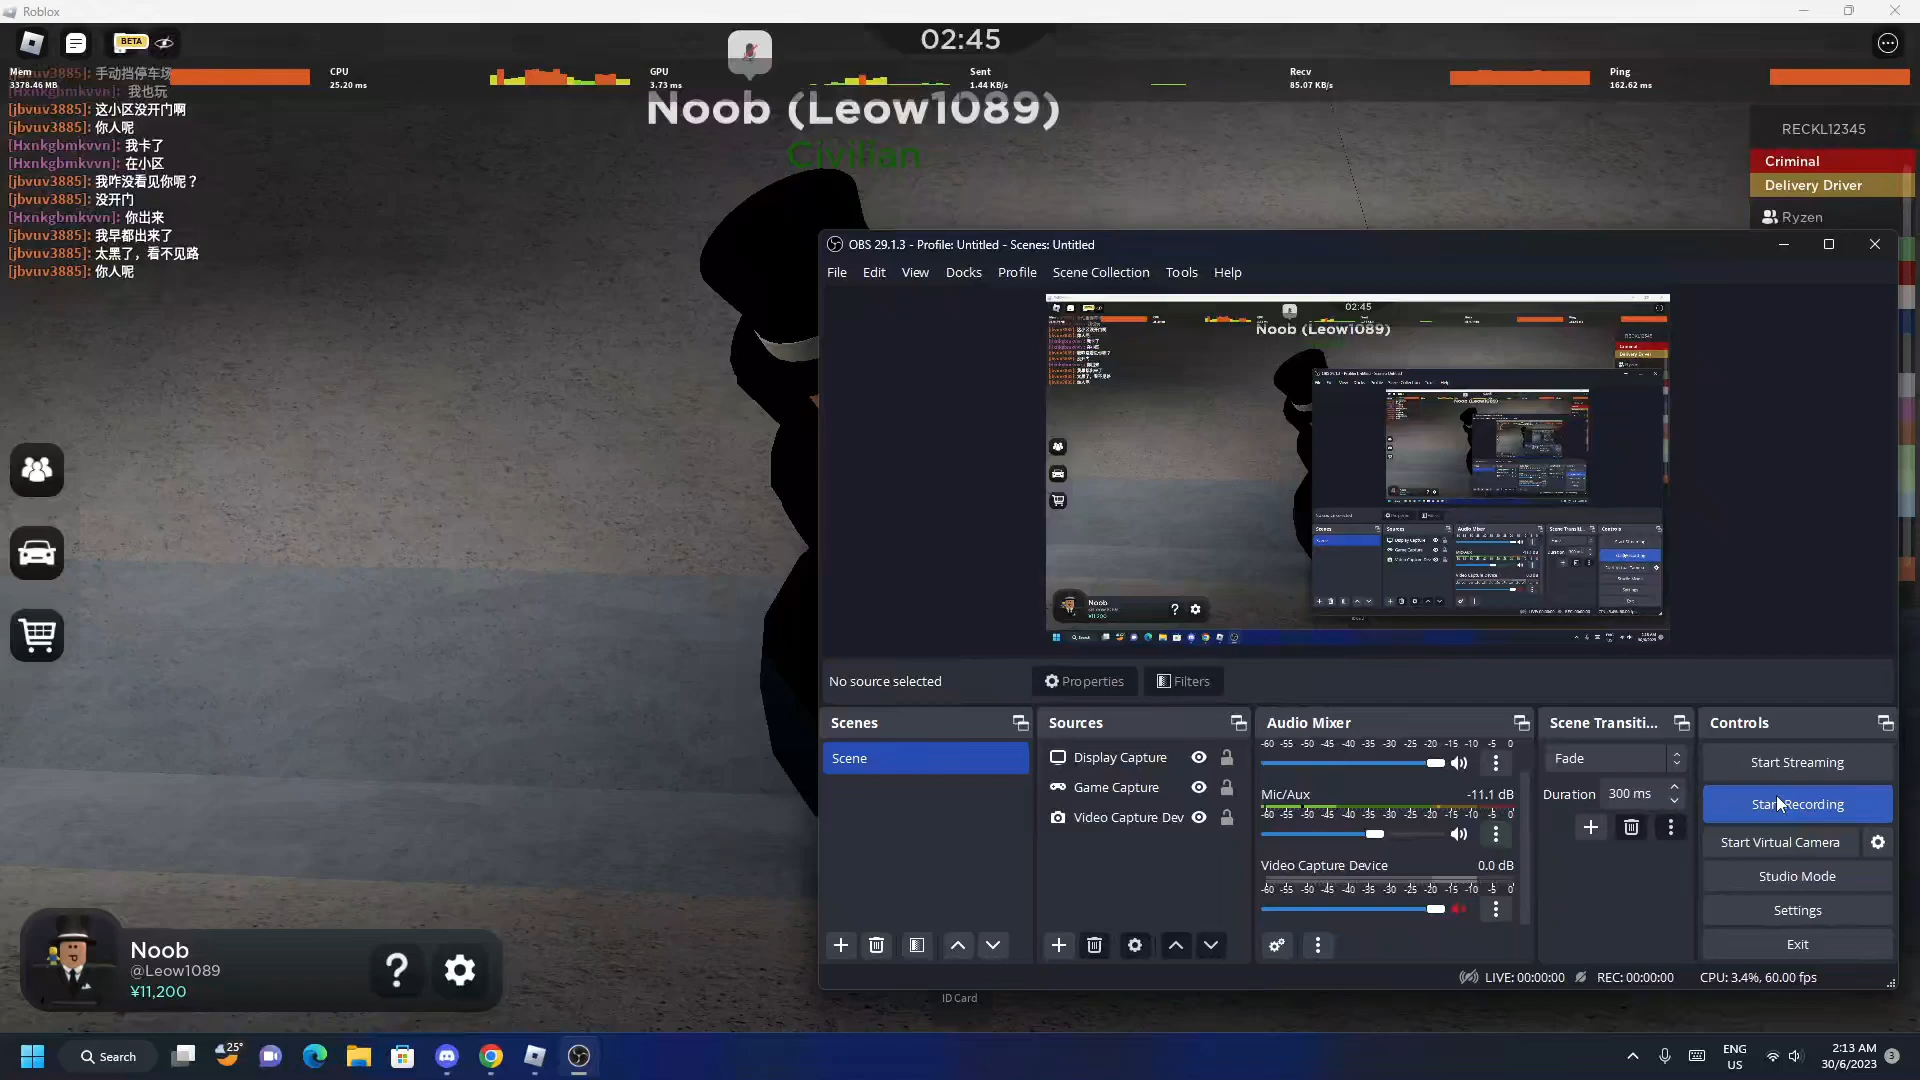 Roblox
BETA
02:45
Mem
3378.46 MB
CPU
25.20 ms
GPU
3.73 ms
Sent
1.44 KB/s
Recv
85.07 KB/s
Ping
162.62 ms
[jbvuv3885]: 手动挡停车场
[Hxnkgbmkvvn]: 我也玩
[jbvuv3885]: 这小区没开门啊
[jbvuv3885]: 你人呢
[Hxnkgbmkvvn]: 我卡了
[Hxnkgbmkvvn]: 在小区
[jbvuv3885]: 我咋没看见你呢？
[jbvuv3885]: 没开门
[Hxnkgbmkvvn]: 你出来
[jbvuv3885]: 我早都出来了
[jbvuv3885]: 太黑了，看不见路
[jbvuv3885]: 你人呢
Noob (Leow1089)
Civilian
RECKL12345
Criminal
Delivery Driver
Ryzen
OBS 29.1.3 - Profile: Untitled - Scenes: Untitled
File Edit View Docks Profile Scene Collection Tools Help
02:45
Noob (Leow1089)
No source selected
Properties
Filters
Scenes
Scene
Sources
Display Capture
Game Capture
Video Capture Dev
Audio Mixer
-60 -55 -50 -45 -40 -35 -30 -25 -20 -15 -10 -5 0
Mic/Aux -11.1 dB
-60 -55 -50 -45 -40 -35 -30 -25 -20 -15 -10 -5 0
Video Capture Device 0.0 dB
-60 -55 -50 -45 -40 -35 -30 -25 -20 -15 -10 -5 0
Scene Transiti...
Fade
Duration 300 ms
Controls
Start Streaming
Start Recording
Start Virtual Camera
Studio Mode
Settings
Exit
LIVE: 00:00:00 REC: 00:00:00 CPU: 3.4%, 60.00 fps
Noob
@Leow1089
¥11,200
?
ID Card
Search
25°
ENG
US
2:13 AM
30/6/2023
3